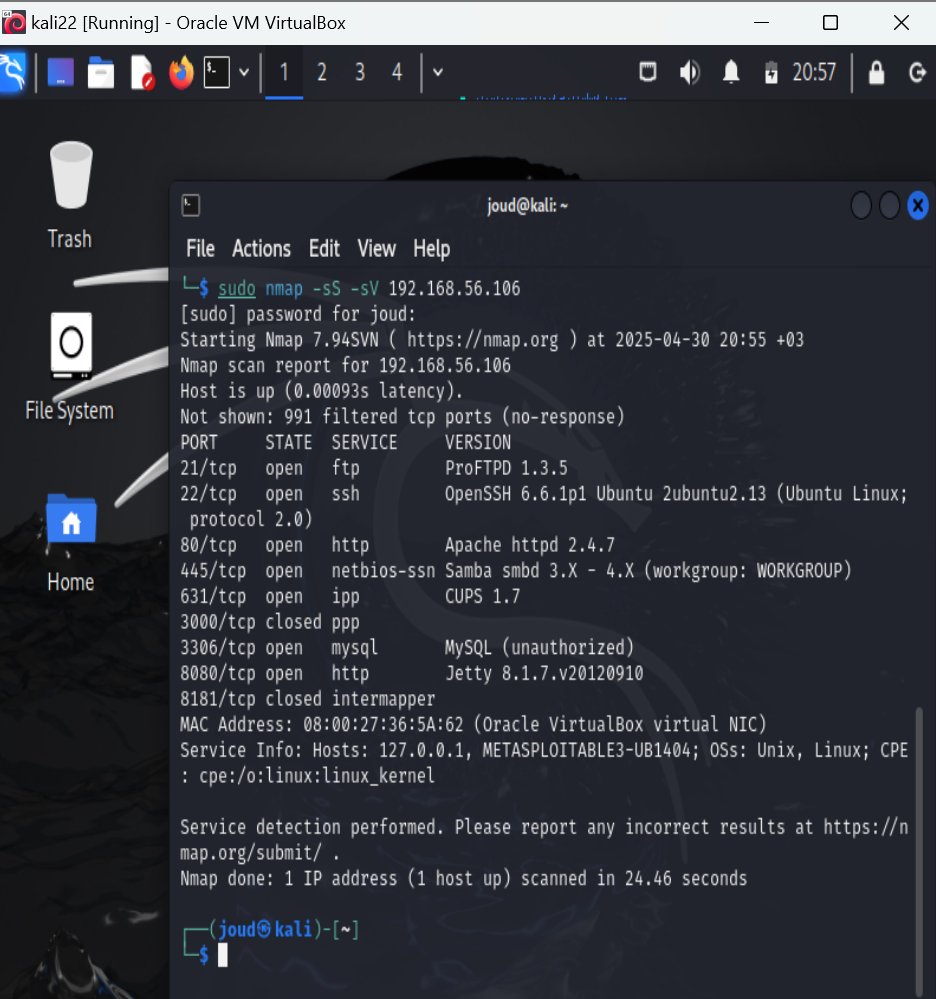 kali22 [Running] - Oracle VM VirtualBox
1 2 3 4 20:57
Trash
File System
Home
joud@kali: ~
File Actions Edit View Help
└─$ sudo nmap -sS -sV 192.168.56.106
[sudo] password for joud:
Starting Nmap 7.94SVN ( https://nmap.org ) at 2025-04-30 20:55 +03
Nmap scan report for 192.168.56.106
Host is up (0.00093s latency).
Not shown: 991 filtered tcp ports (no-response)
PORT     STATE  SERVICE     VERSION
21/tcp   open   ftp         ProFTPD 1.3.5
22/tcp   open   ssh         OpenSSH 6.6.1p1 Ubuntu 2ubuntu2.13 (Ubuntu Linux;
 protocol 2.0)
80/tcp   open   http        Apache httpd 2.4.7
445/tcp  open   netbios-ssn Samba smbd 3.X - 4.X (workgroup: WORKGROUP)
631/tcp  open   ipp         CUPS 1.7
3000/tcp closed ppp
3306/tcp open   mysql       MySQL (unauthorized)
8080/tcp open   http        Jetty 8.1.7.v20120910
8181/tcp closed intermapper
MAC Address: 08:00:27:36:5A:62 (Oracle VirtualBox virtual NIC)
Service Info: Hosts: 127.0.0.1, METASPLOITABLE3-UB1404; OSs: Unix, Linux; CPE
: cpe:/o:linux:linux_kernel
Service detection performed. Please report any incorrect results at https://n
map.org/submit/ .
Nmap done: 1 IP address (1 host up) scanned in 24.46 seconds
┌──(joud㉿kali)-[~]
└─$